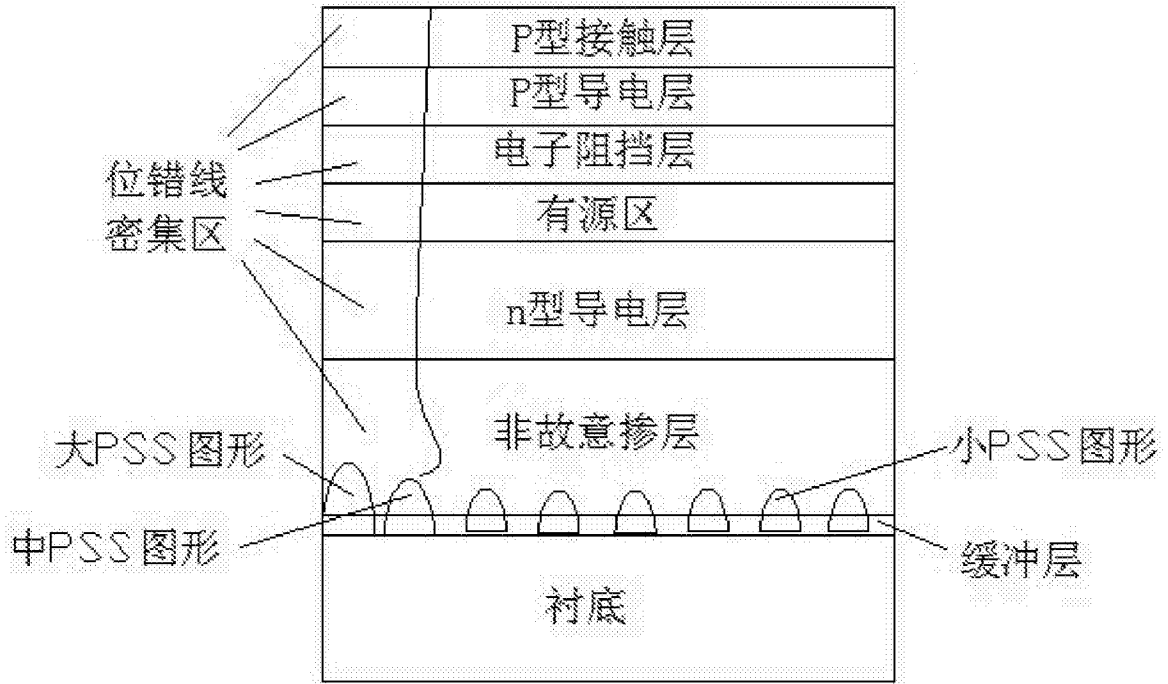 P型接触层
P型导电层
电子阻挡层
位错线
密集区
有源区
n型导电层
非故意掺层
大PSS图形
小PSS图形
中PSS图形
缓冲层
衬底